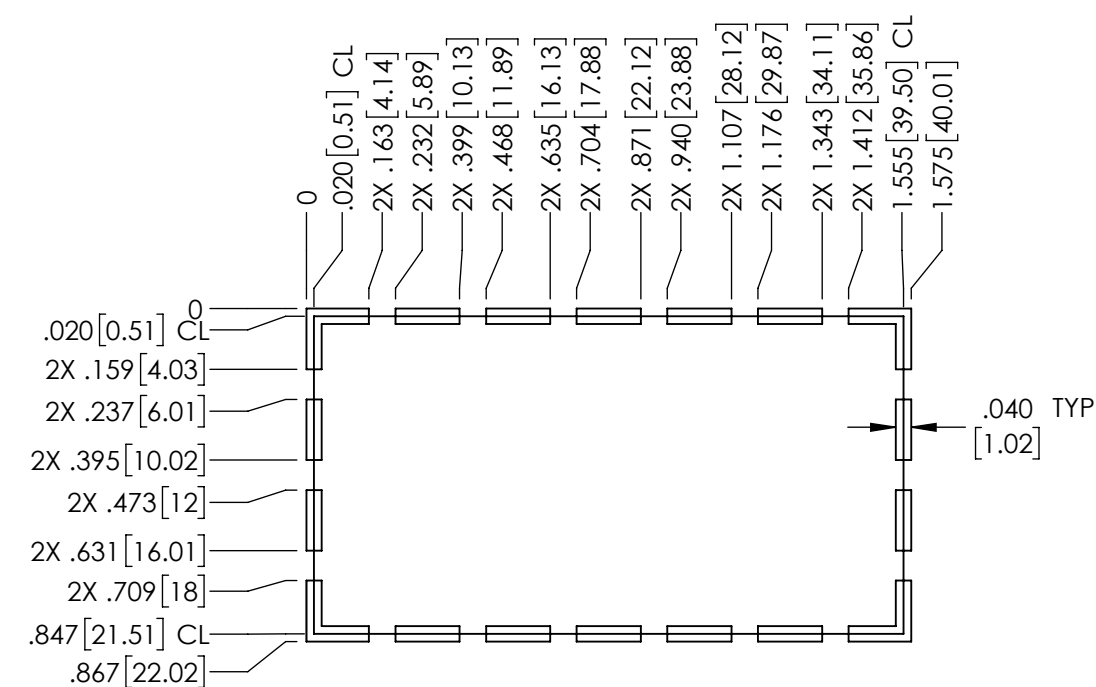 0
.020[0.51] CL
2X .163[4.14]
2X .232[5.89]
2X .399[10.13]
2X .468[11.89]
2X .635[16.13]
2X .704[17.88]
2X .871[22.12]
2X .940[23.88]
2X 1.107[28.12]
2X 1.176[29.87]
2X 1.343[34.11]
2X 1.412[35.86]
1.555[39.50] CL
1.575[40.01]
0
.020[0.51] CL
2X .159[4.03]
2X .237[6.01]
2X .395[10.02]
2X .473[12]
2X .631[16.01]
2X .709[18]
.847[21.51] CL
.867[22.02]
.040 TYP
[1.02]